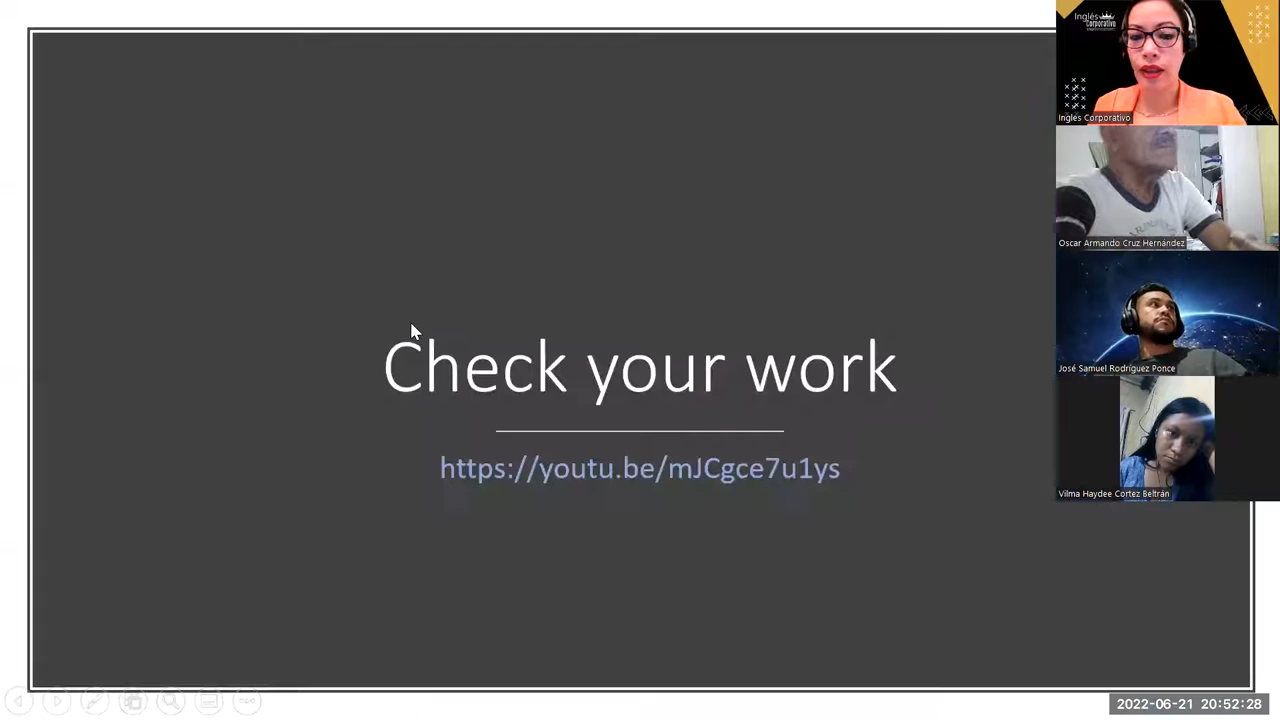 Check your work
https://youtu.be/mJCgce7u1ys
Inglés
Corporativo
Inglés Corporativo
Oscar Armando Cruz Hernández
José Samuel Rodríguez Ponce
Vilma Haydee Cortez Beltrán
2022-06-21 20:52:28